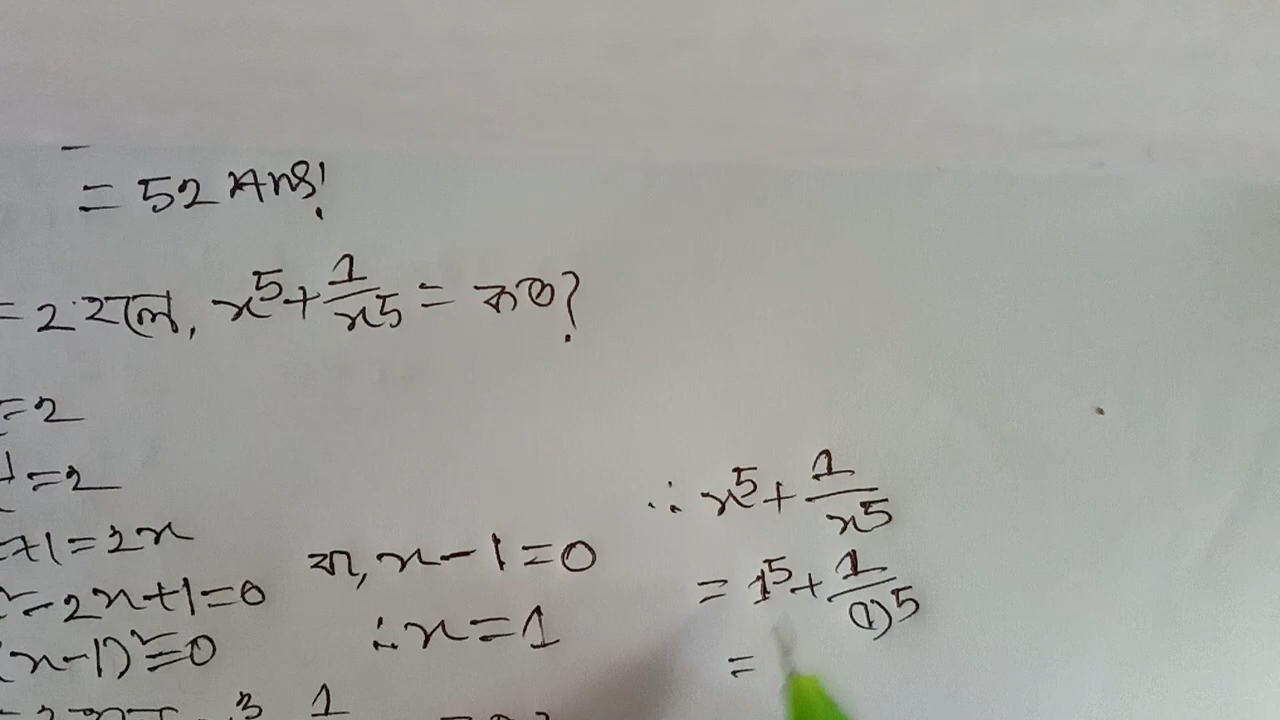 = 52 Ans!
= 2 হলে, x⁵ + 1/x⁵ = কত?
= 2
= 2
+1 = 2x
- 2x + 1 = 0
(x-1)² = 0
বা, x - 1 = 0
∴ x = 1
∴ x⁵ + 1/x⁵
= 1⁵ + 1/(1)⁵
=